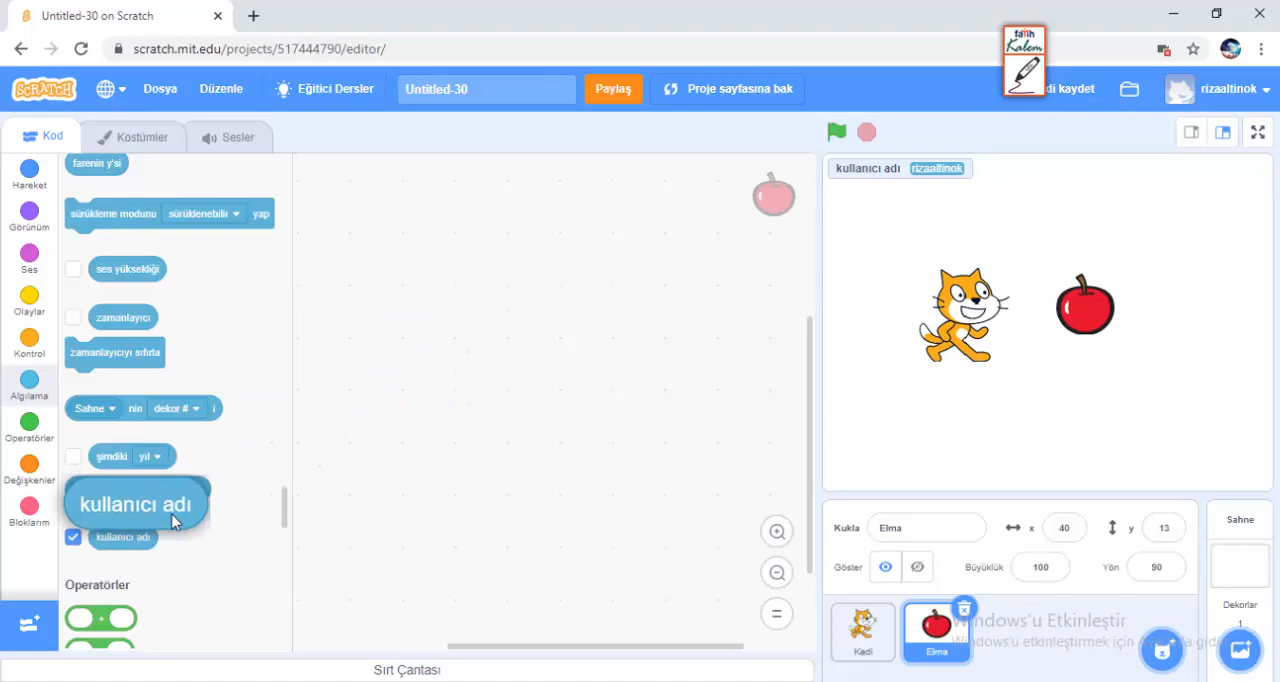 Untitled-30 on Scratch
scratch.mit.edu/projects/517444790/editor/
fatih
Kalem
SCRATCH
Dosya
Düzenle
Eğitici Dersler
Untitled-30
Paylaş
Proje sayfasına bak
di kaydet
rizaaltinok
Kod
Kostümler
Sesler
Hareket
Görünüm
Ses
Olaylar
Kontrol
Algılama
Operatörler
Değişkenler
Bloklarım
farenin y'si
sürükleme modunu sürüklenebilir yap
ses yüksekliği
zamanlayıcı
zamanlayıcıyı sıfırla
Sahne nin dekor # i
şimdiki yıl
kullanıcı adı
kullanıcı adı
Operatörler
+
kullanıcı adı rizaaltinok
Kukla Elma x 40 y 13
Göster Büyüklük 100 Yön 90
Kedi
Elma
Sahne
Dekorlar
1
Windows'u Etkinleştir
Windows'u etkinleştirmek için
Sırt Çantası